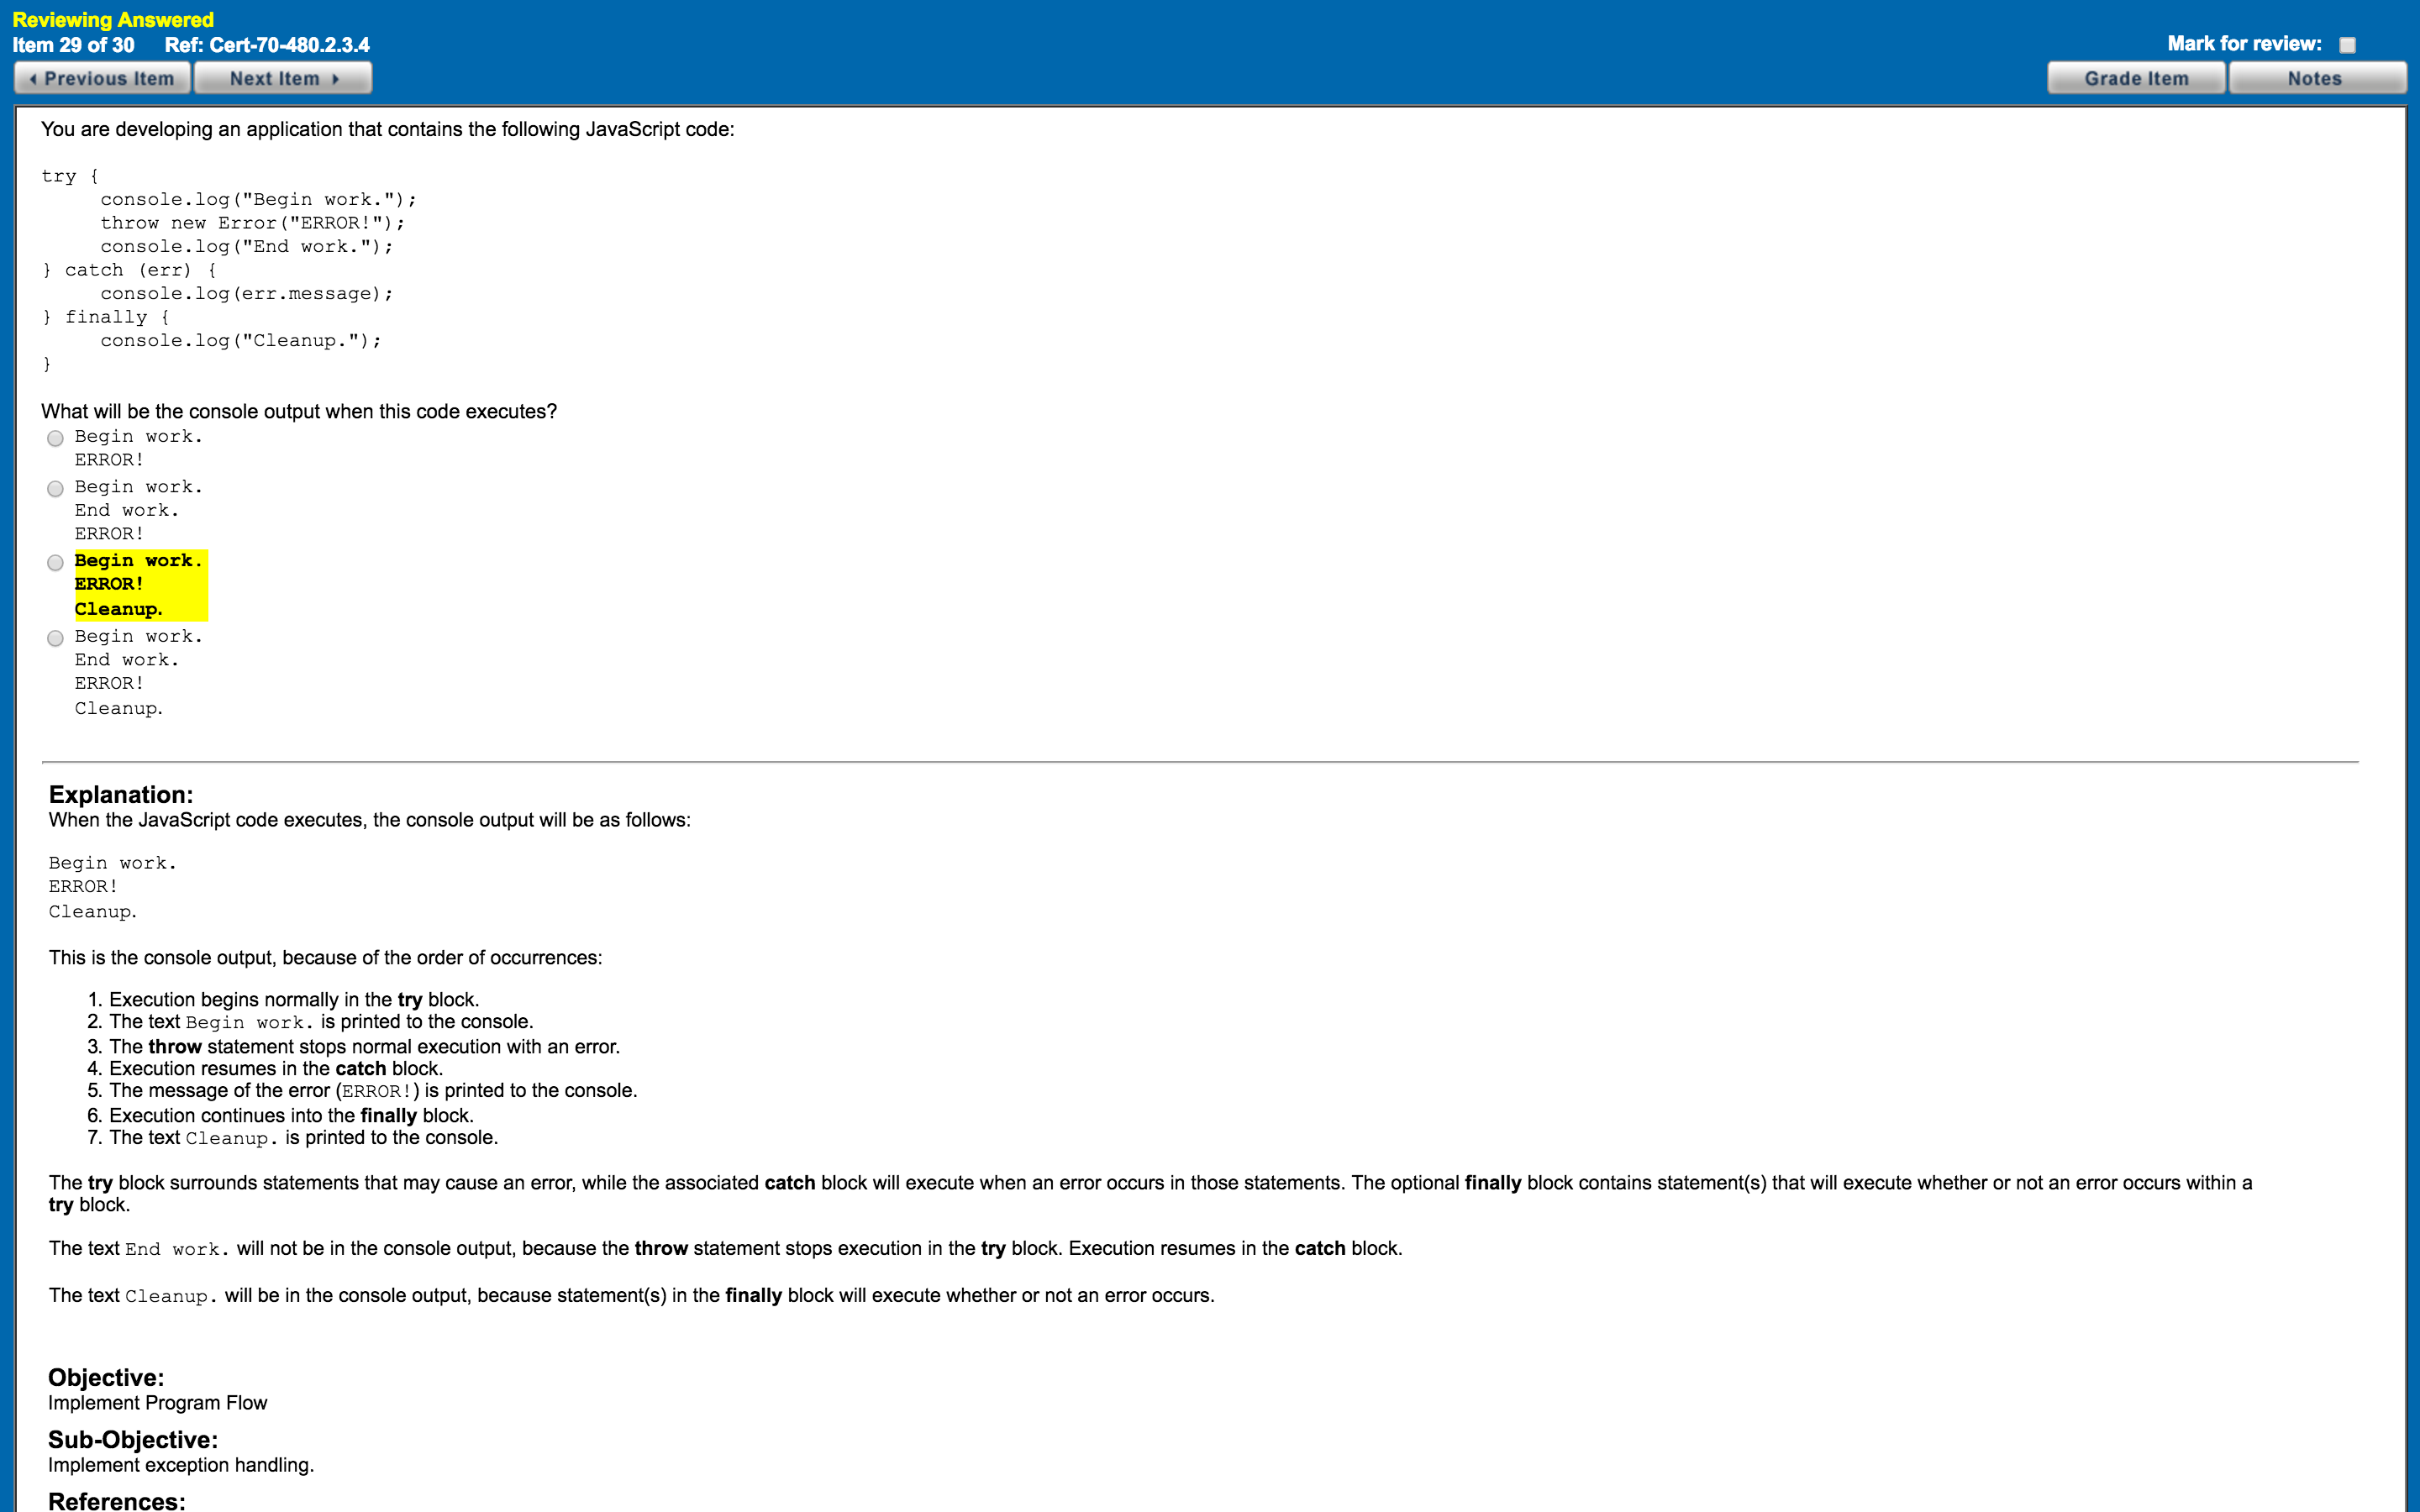 Reviewing Answered
Item 29 of 30 Ref: Cert-70-480.2.3.4
Mark for review:
Previous Item Next Item
Grade Item Notes
You are developing an application that contains the following JavaScript code:
try {
console.log("Begin work.");
throw new Error("ERROR!");
console.log("End work.");
} catch (err) {
console.log(err.message);
} finally {
console.log("Cleanup.");
}
What will be the console output when this code executes?
Begin work.
ERROR!
Begin work.
End work.
ERROR!
Begin work.
ERROR!
Cleanup.
Begin work.
End work.
ERROR!
Cleanup.
Explanation:
When the JavaScript code executes, the console output will be as follows:
Begin work.
ERROR!
Cleanup.
This is the console output, because of the order of occurrences:
1. Execution begins normally in the try block.
2. The text Begin work. is printed to the console.
3. The throw statement stops normal execution with an error.
4. Execution resumes in the catch block.
5. The message of the error (ERROR!) is printed to the console.
6. Execution continues into the finally block.
7. The text Cleanup. is printed to the console.
The try block surrounds statements that may cause an error, while the associated catch block will execute when an error occurs in those statements. The optional finally block contains statement(s) that will execute whether or not an error occurs within a
try block.
The text End work. will not be in the console output, because the throw statement stops execution in the try block. Execution resumes in the catch block.
The text Cleanup. will be in the console output, because statement(s) in the finally block will execute whether or not an error occurs.
Objective:
Implement Program Flow
Sub-Objective:
Implement exception handling.
References: